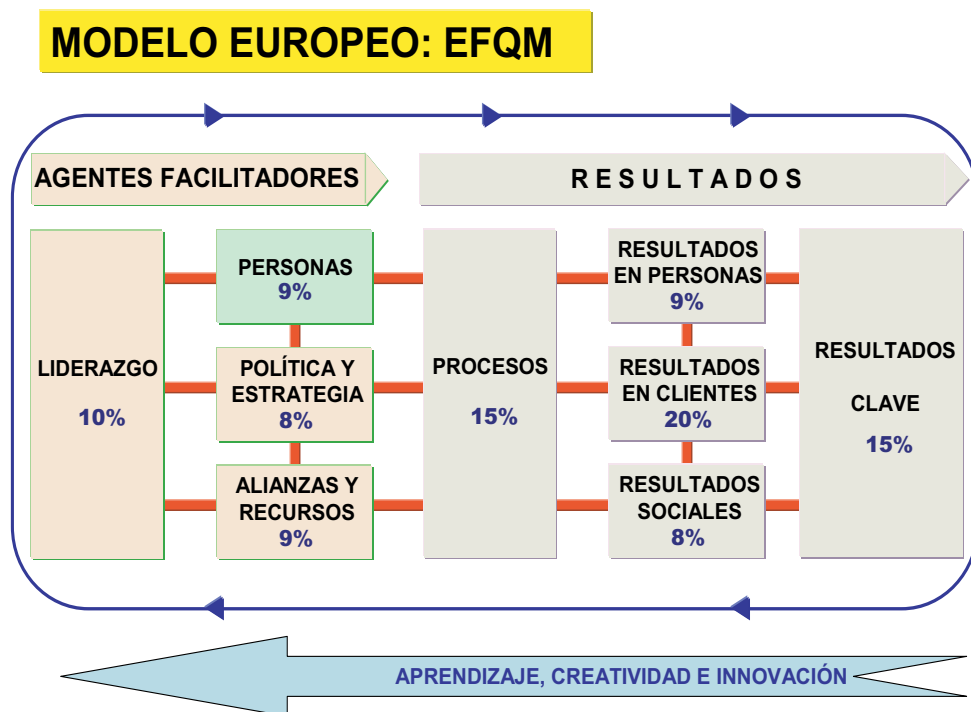 MODELO EUROPEO: EFQM
AGENTES FACILITADORES
RESULTADOS
LIDERAZGO
10%
PERSONAS
9%
POLÍTICA Y
ESTRATEGIA
8%
ALIANZAS Y
RECURSOS
9%
PROCESOS
15%
RESULTADOS
EN PERSONAS
9%
RESULTADOS
EN CLIENTES
20%
RESULTADOS
SOCIALES
8%
RESULTADOS
CLAVE
15%
APRENDIZAJE, CREATIVIDAD E INNOVACIÓN